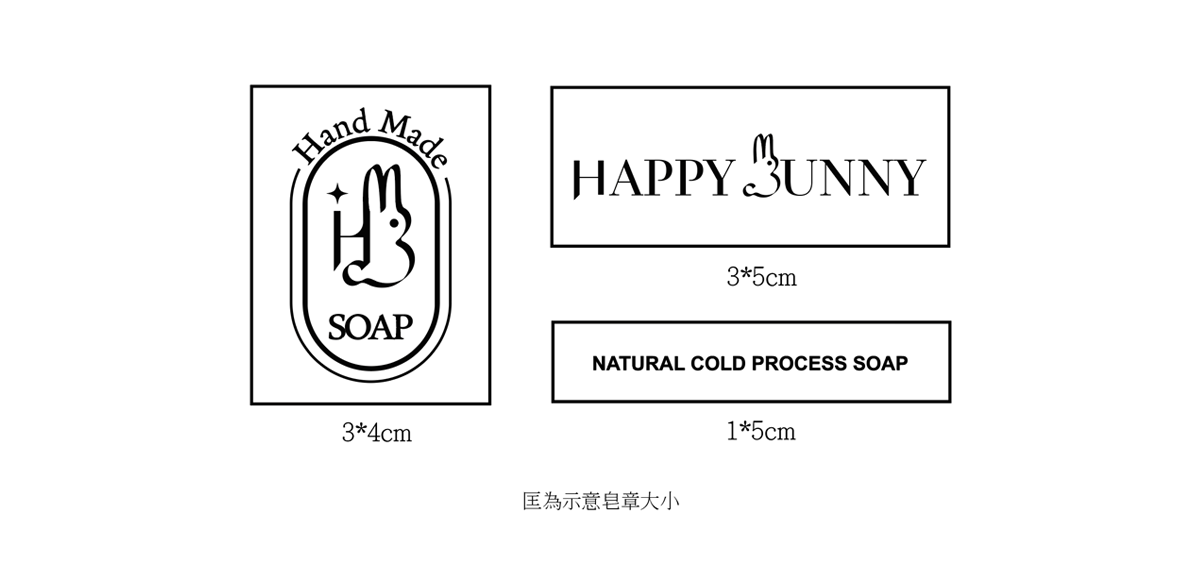 Hand Made
HB
SOAP
3*4cm
HAPPY BUNNY
3*5cm
NATURAL COLD PROCESS SOAP
1*5cm
匡為示意皂章大小